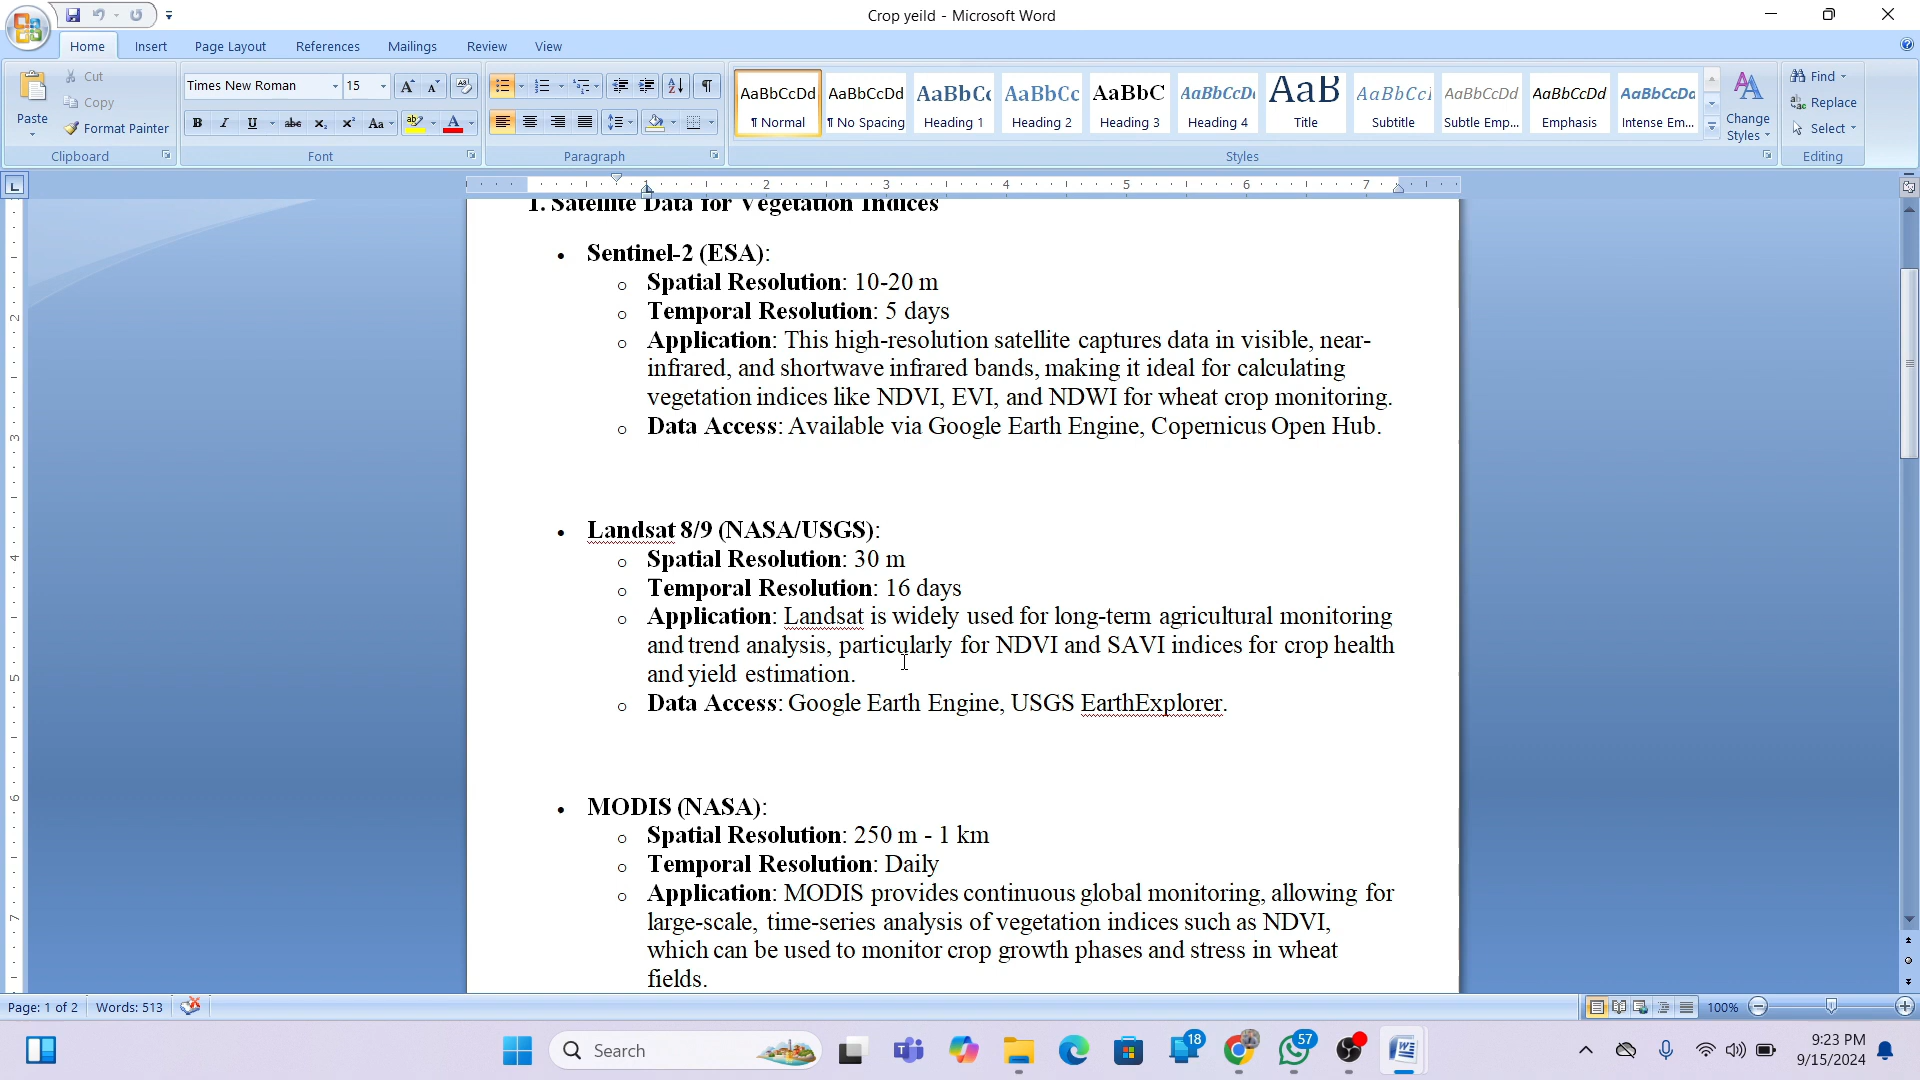 Crop yeild - Microsoft Word
Home Insert Page Layout References Mailings Review View
Paste
Cut
Copy
Format Painter
Clipboard
Times New Roman 15
Font
Paragraph
AaBbCcDd AaBbCcDd AaBbCc AaBbCc AaBbC AaBbCcDd AaB AaBbCcl AaBbCcDd AaBbCcDd AaBbCcDd
¶ Normal ¶ No Spacing Heading 1 Heading 2 Heading 3 Heading 4 Title Subtitle Subtle Emp... Emphasis Intense Em...
Change
Styles
Styles
Find
Replace
Select
Editing
1 2 3 4 5 6 7
1. Satellite Data for Vegetation Indices
• Sentinel-2 (ESA):
o Spatial Resolution: 10-20 m
o Temporal Resolution: 5 days
o Application: This high-resolution satellite captures data in visible, near-
infrared, and shortwave infrared bands, making it ideal for calculating
vegetation indices like NDVI, EVI, and NDWI for wheat crop monitoring.
o Data Access: Available via Google Earth Engine, Copernicus Open Hub.
• Landsat 8/9 (NASA/USGS):
o Spatial Resolution: 30 m
o Temporal Resolution: 16 days
o Application: Landsat is widely used for long-term agricultural monitoring
and trend analysis, particularly for NDVI and SAVI indices for crop health
and yield estimation.
o Data Access: Google Earth Engine, USGS EarthExplorer.
• MODIS (NASA):
o Spatial Resolution: 250 m - 1 km
o Temporal Resolution: Daily
o Application: MODIS provides continuous global monitoring, allowing for
large-scale, time-series analysis of vegetation indices such as NDVI,
which can be used to monitor crop growth phases and stress in wheat
fields.
Page: 1 of 2 Words: 513 100%
Search 18 57 9:23 PM
9/15/2024